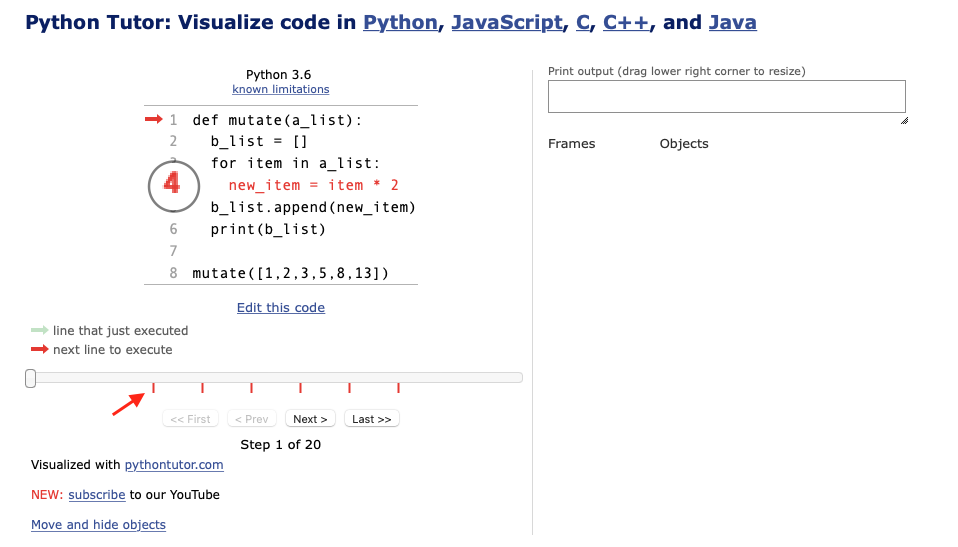 Python Tutor: Visualize code in Python, JavaScript, C, C++, and Java
Python 3.6
known limitations
1 def mutate(a_list):
2 b_list = []
3 for item in a_list:
4 new_item = item * 2
b_list.append(new_item)
6 print(b_list)
7
8 mutate([1,2,3,5,8,13])
Edit this code
line that just executed
next line to execute
<< First < Prev Next > Last >>
Step 1 of 20
Visualized with pythontutor.com
NEW: subscribe to our YouTube
Move and hide objects
Print output (drag lower right corner to resize)
Frames Objects